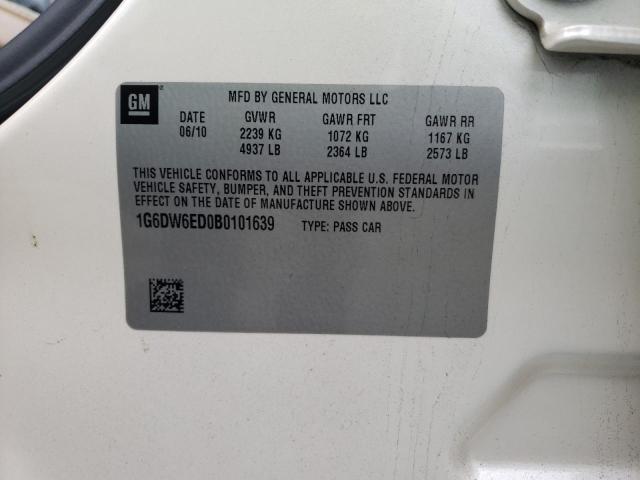 GM
MFD BY GENERAL MOTORS LLC
DATE GVWR GAWR FRT GAWR RR
06/10 2239 KG 1072 KG 1167 KG
4937 LB 2364 LB 2573 LB
THIS VEHICLE CONFORMS TO ALL APPLICABLE U.S. FEDERAL MOTOR
VEHICLE SAFETY, BUMPER, AND THEFT PREVENTION STANDARDS IN
EFFECT ON THE DATE OF MANUFACTURE SHOWN ABOVE.
1G6DW6ED0B0101639 TYPE: PASS CAR